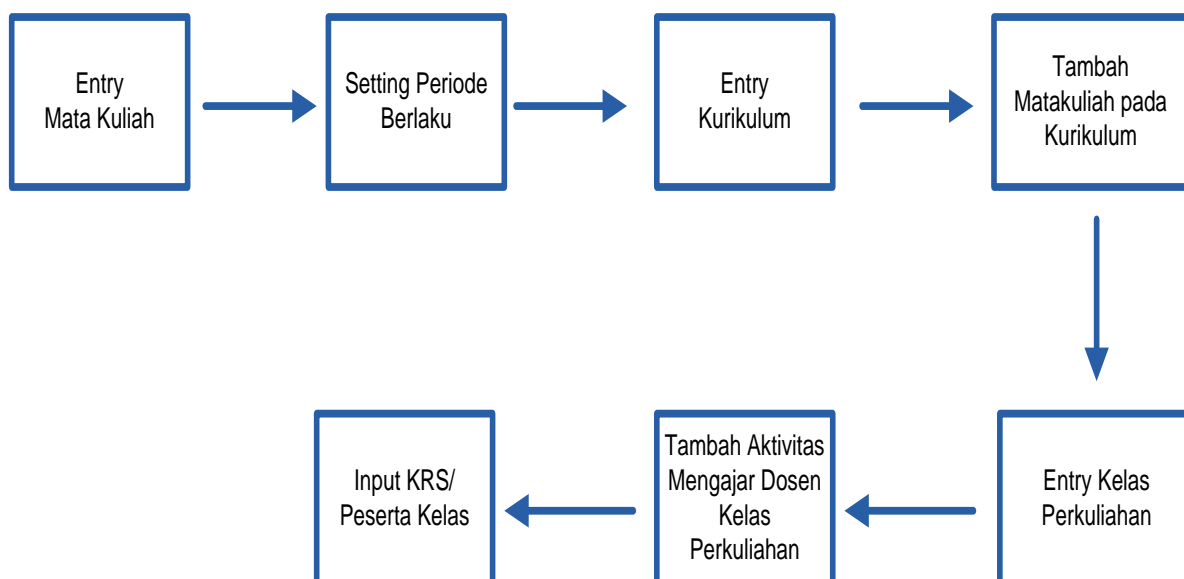 Entry
Mata Kuliah
Setting Periode
Berlaku
Entry
Kurikulum
Tambah
Matakuliah pada
Kurikulum
Entry Kelas
Perkuliahan
Tambah Aktivitas
Mengajar Dosen
Kelas
Perkuliahan
Input KRS/
Peserta Kelas